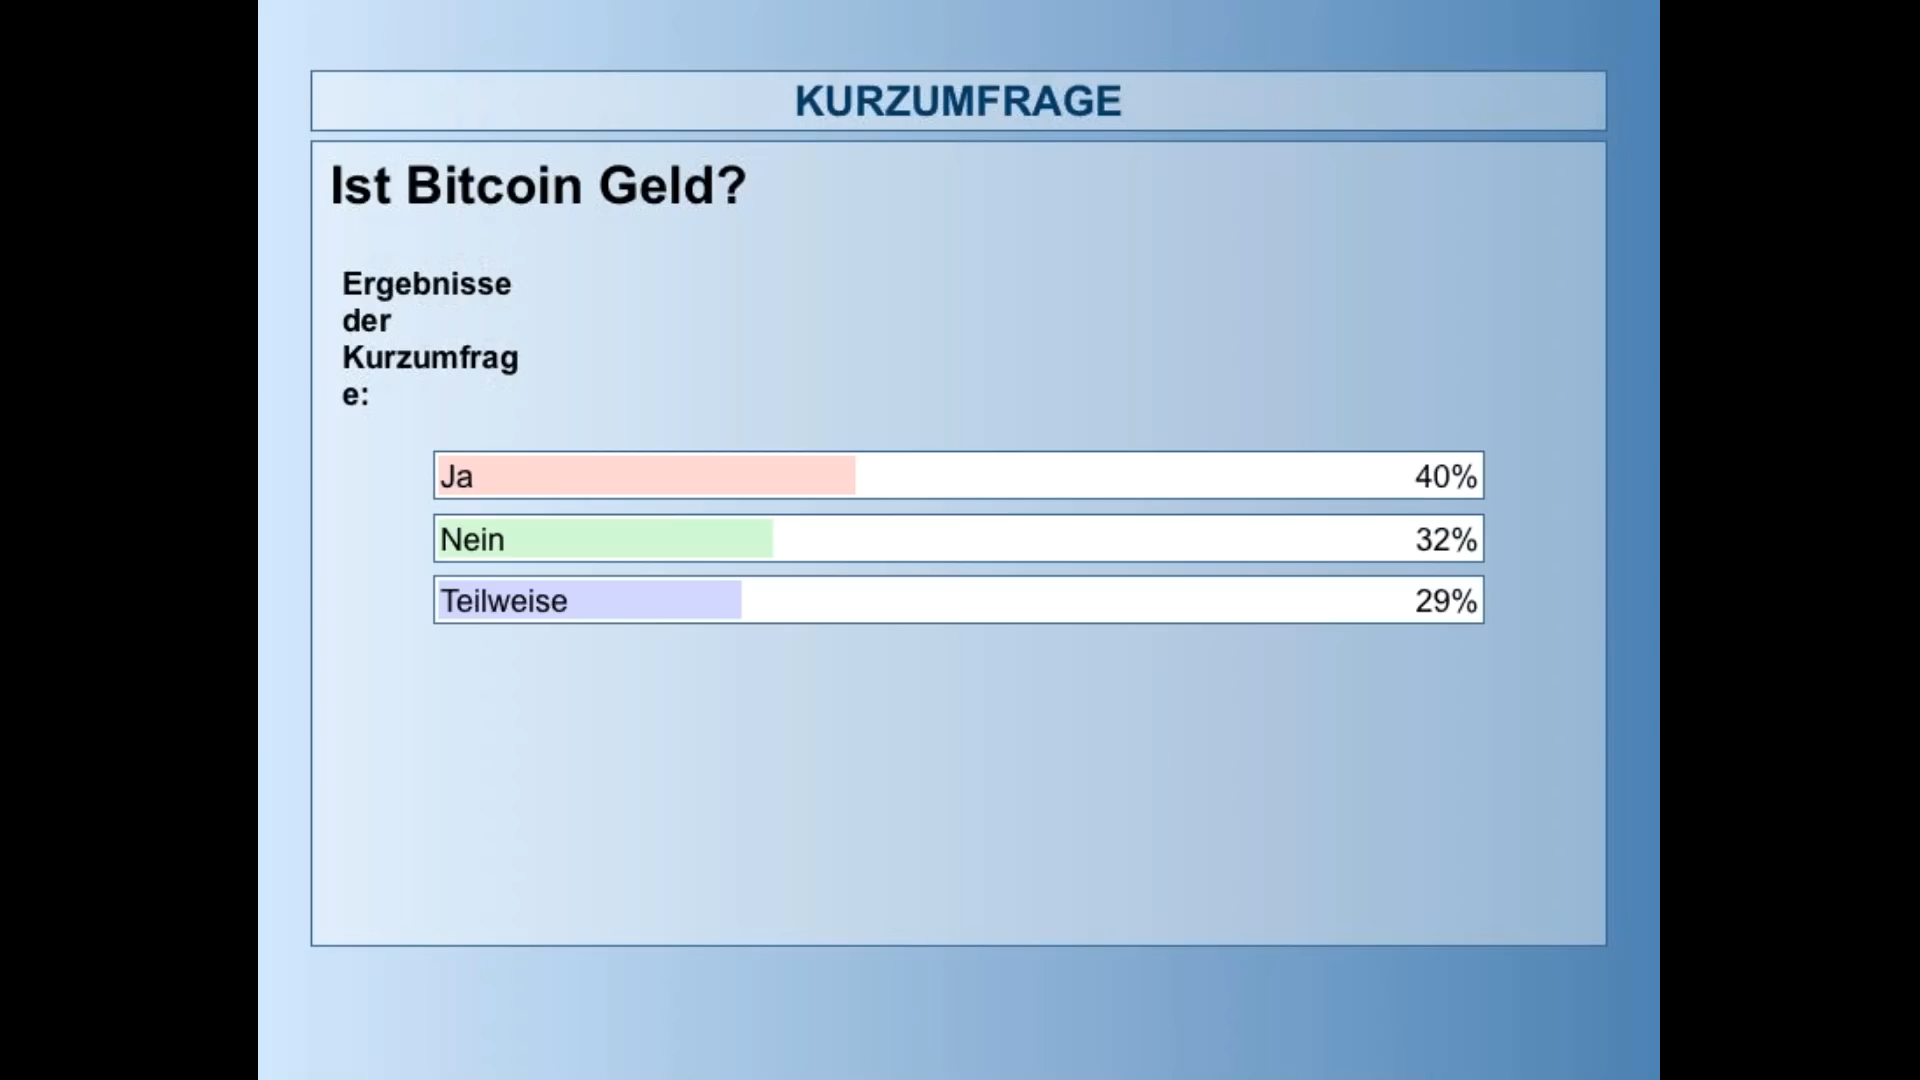 KURZUMFRAGE
Ist Bitcoin Geld?
Ergebnisse
der
Kurzumfrag
e:
Ja 40%
Nein 32%
Teilweise 29%